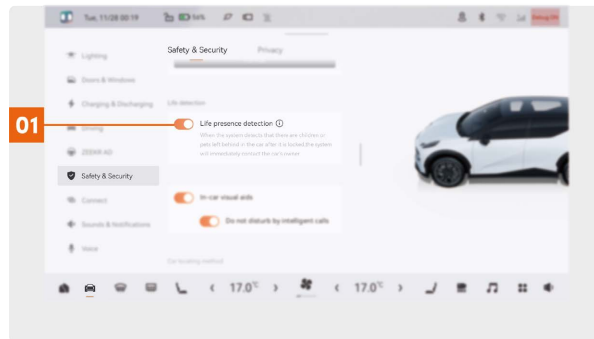 Tue, 11/28 00:19
56%
Debug On
Safety & Security
Privacy
Lighting
Doors & Windows
Life detection
Charging & Discharging
01
Life presence detection
Driving
When the system detects that there are children or
pets left behind in the car after it is locked,the system
will immediately contact the car's owner
ZEEKR AD
Safety & Security
In-car visual aids
Connect
Do not disturb by intelligent calls
Sounds & Notifications
Voice
Car locating method
17.0℃
17.0℃